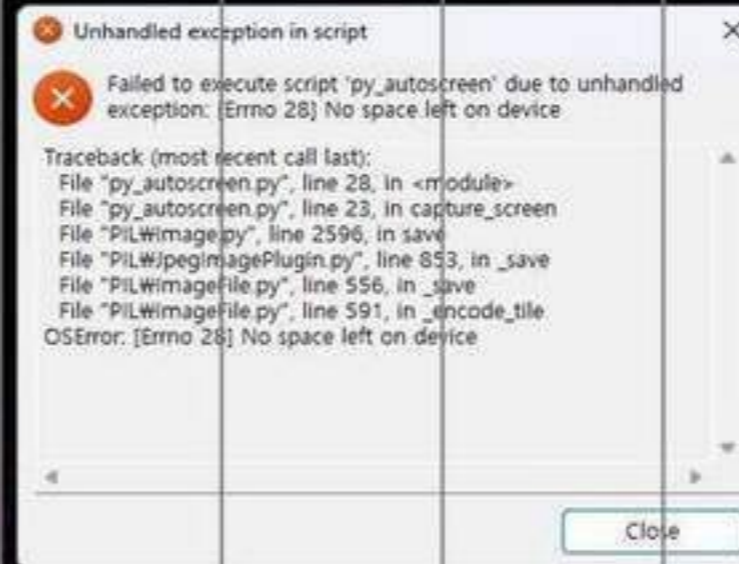 Unhandled exception in script
Failed to execute script 'py_autoscreen' due to unhandled
exception: [Errno 28] No space left on device
Traceback (most recent call last):
File "py_autoscreen.py", line 28, in <module>
File "py_autoscreen.py", line 23, in capture_screen
File "PIL₩Image.py", line 2596, in save
File "PIL₩JpegImagePlugin.py", line 853, in _save
File "PIL₩ImageFile.py", line 556, in _save
File "PIL₩ImageFile.py", line 591, in _encode_tile
OSError: [Errno 28] No space left on device
Close